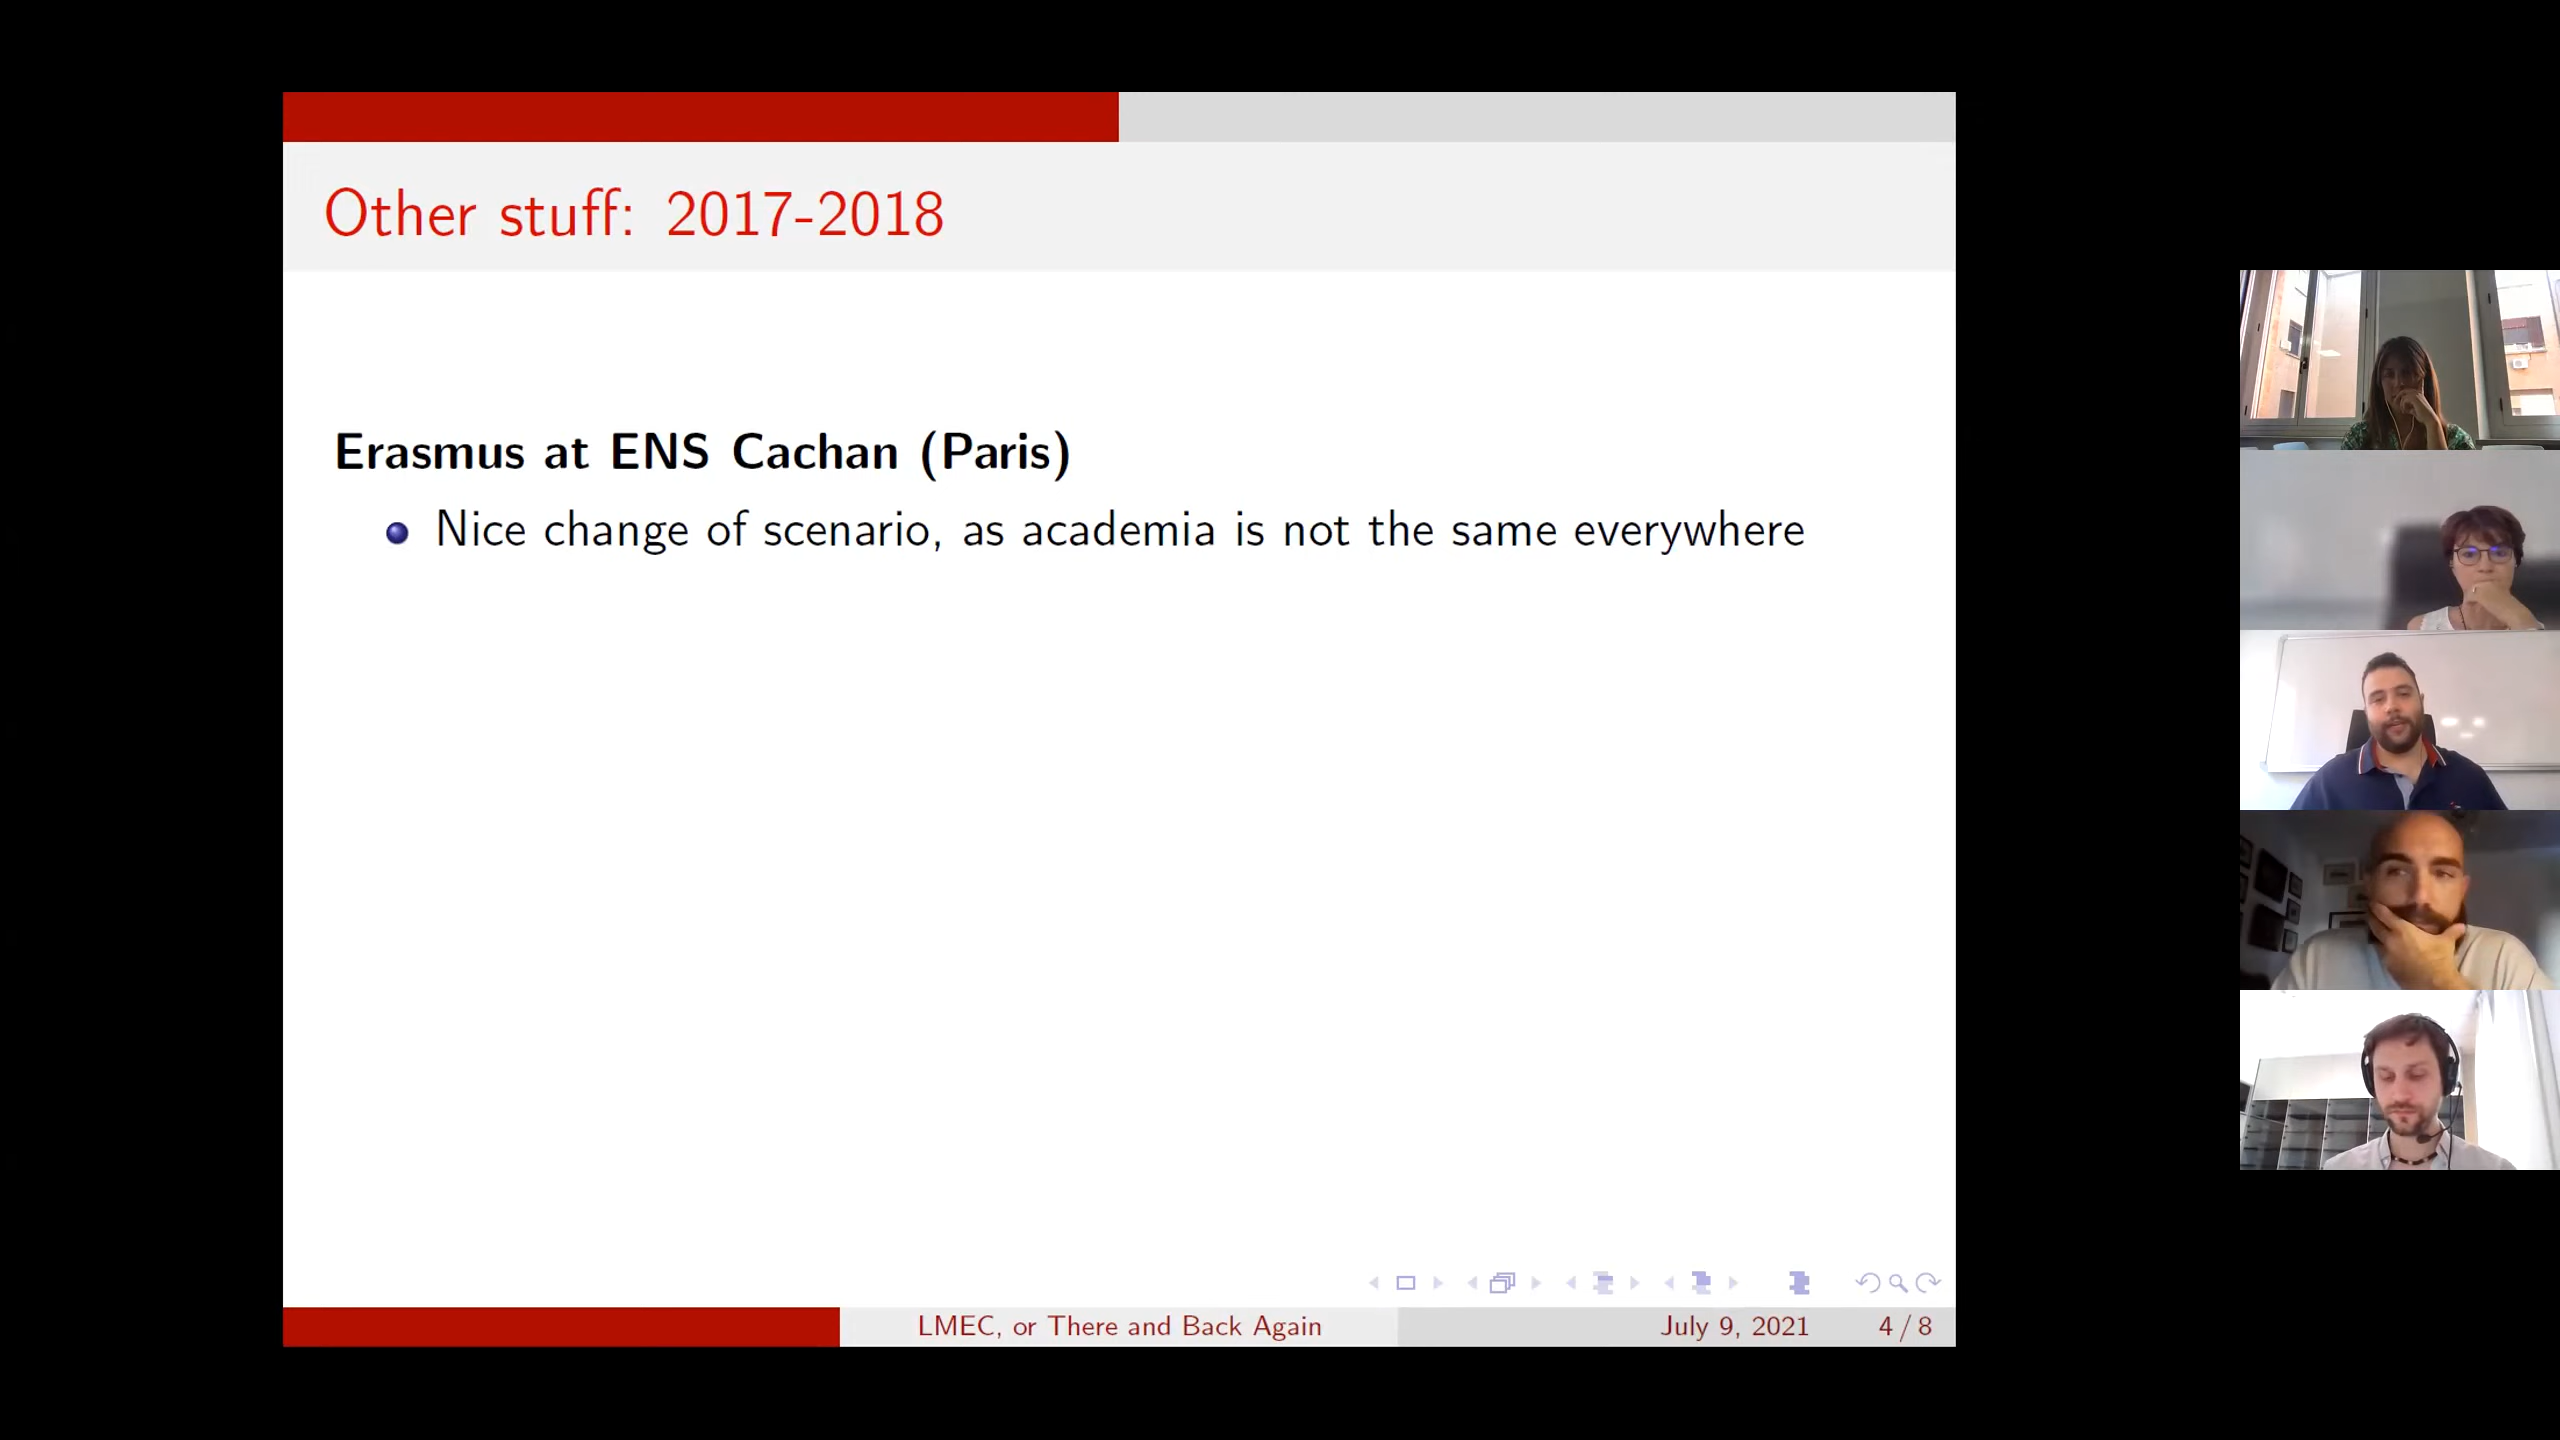 Other stuff: 2017-2018
Erasmus at ENS Cachan (Paris)
Nice change of scenario, as academia is not the same everywhere
LMEC, or There and Back Again
July 9, 2021
4 / 8